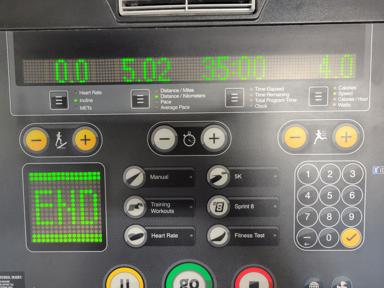 0.0 5.02 35:00 4.0
Heart Rate
Incline
METs
Distance / Miles
Distance / Kilometers
Pace
Average Pace
Time Elapsed
Time Remaining
Total Program Time
Clock
Calories
Speed
Calories / Hour
Watts
- + - + - +
END
Manual
5K
Training Workouts
Sprint 8
Heart Rate
Fitness Test
1 2 3
4 5 6
7 8 9
0
go